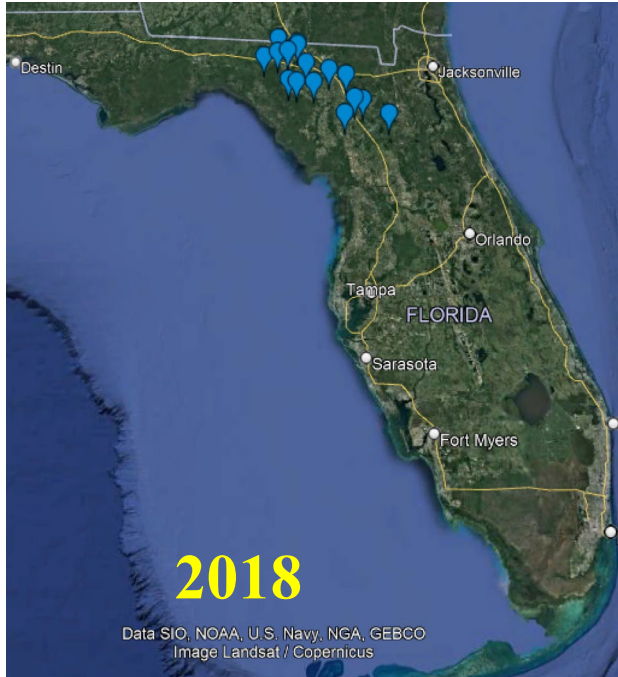 Destin
Jacksonville
Orlando
Tampa
FLORIDA
Sarasota
Fort Myers
2018
Data SIO, NOAA, U.S. Navy, NGA, GEBCO
Image Landsat / Copernicus